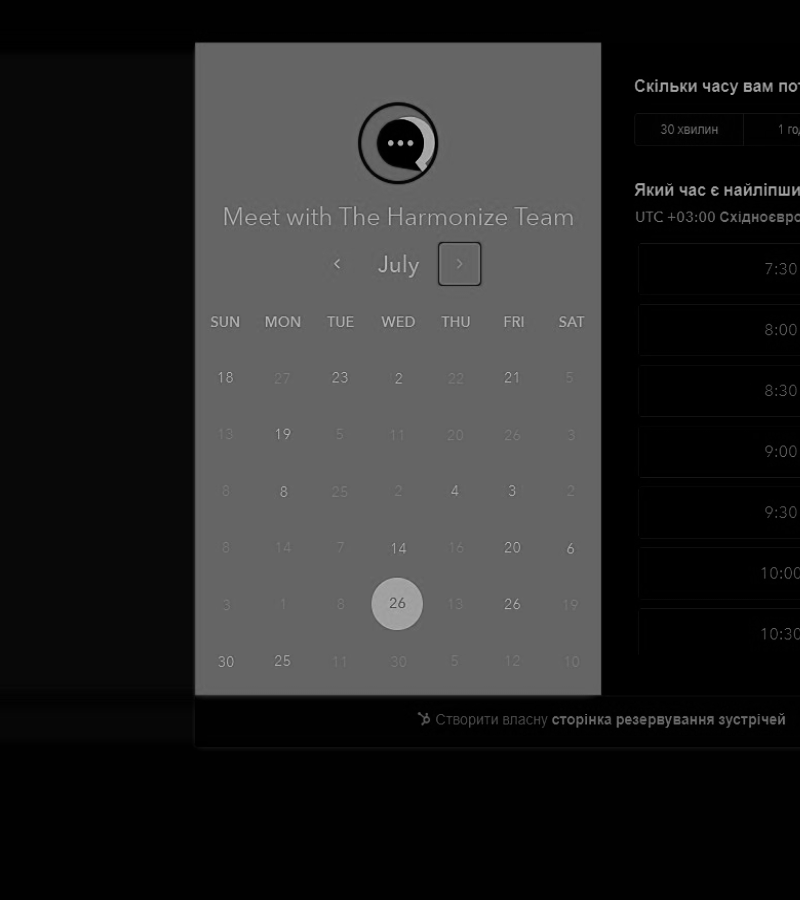 Meet with The Harmonize Team
July
SUN MON TUE WED THU FRI SAT
18 27 23 2 22 21 5
13 19 5 11 20 26 3
8 8 25 2 4 3 2
8 14 7 14 16 20 6
3 1 8 26 13 26 19
30 25 11 30 5 12 10
Скільки часу вам пот
30 хвилин 1 го
Який час є найліпши
UTC +03:00 Східноєвро
7:30
8:00
8:30
9:00
9:30
10:00
10:30
Створити власну сторінка резервування зустрічей